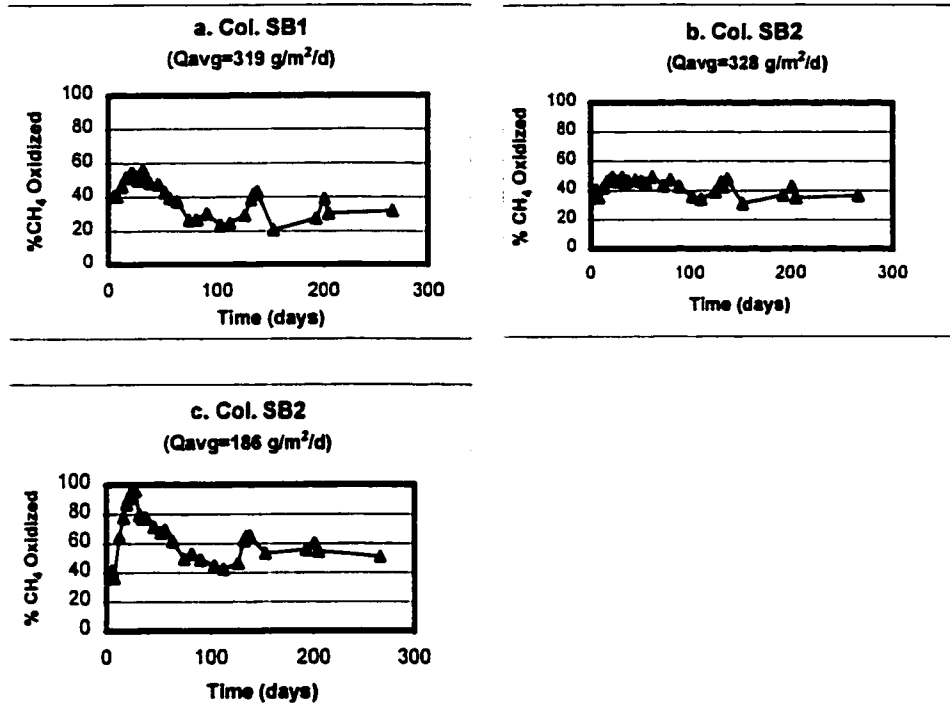 a. Col. SB1
(Qavg=319 g/m²/d)
%CH₄ Oxidized
100
80
60
40
20
0
0 100 200 300
Time (days)
b. Col. SB2
(Qavg=328 g/m²/d)
% CH₄ Oxidized
100
80
60
40
20
0
0 100 200 300
Time (days)
c. Col. SB2
(Qavg=186 g/m²/d)
% CH₄ Oxidized
100
80
60
40
20
0
0 100 200 300
Time (days)